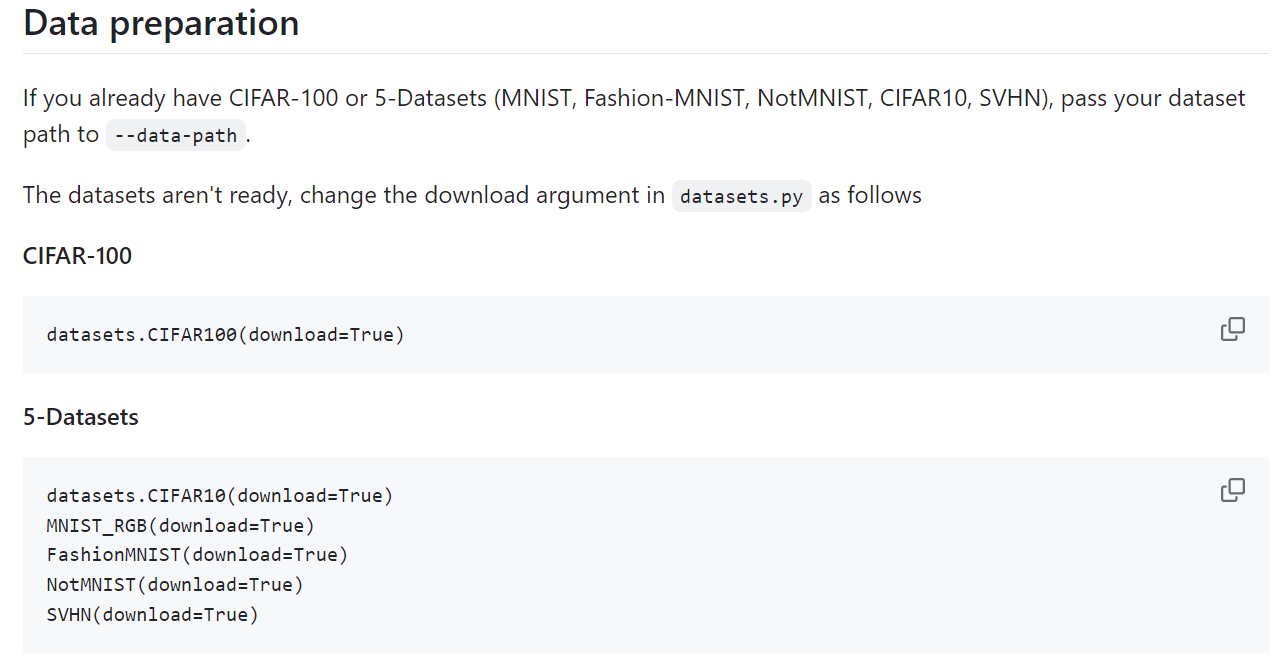 Data preparation
If you already have CIFAR-100 or 5-Datasets (MNIST, Fashion-MNIST, NotMNIST, CIFAR10, SVHN), pass your dataset
path to --data-path.
The datasets aren't ready, change the download argument in datasets.py as follows
CIFAR-100
datasets.CIFAR100(download=True)
5-Datasets
datasets.CIFAR10(download=True)
MNIST_RGB(download=True)
FashionMNIST(download=True)
NotMNIST(download=True)
SVHN(download=True)